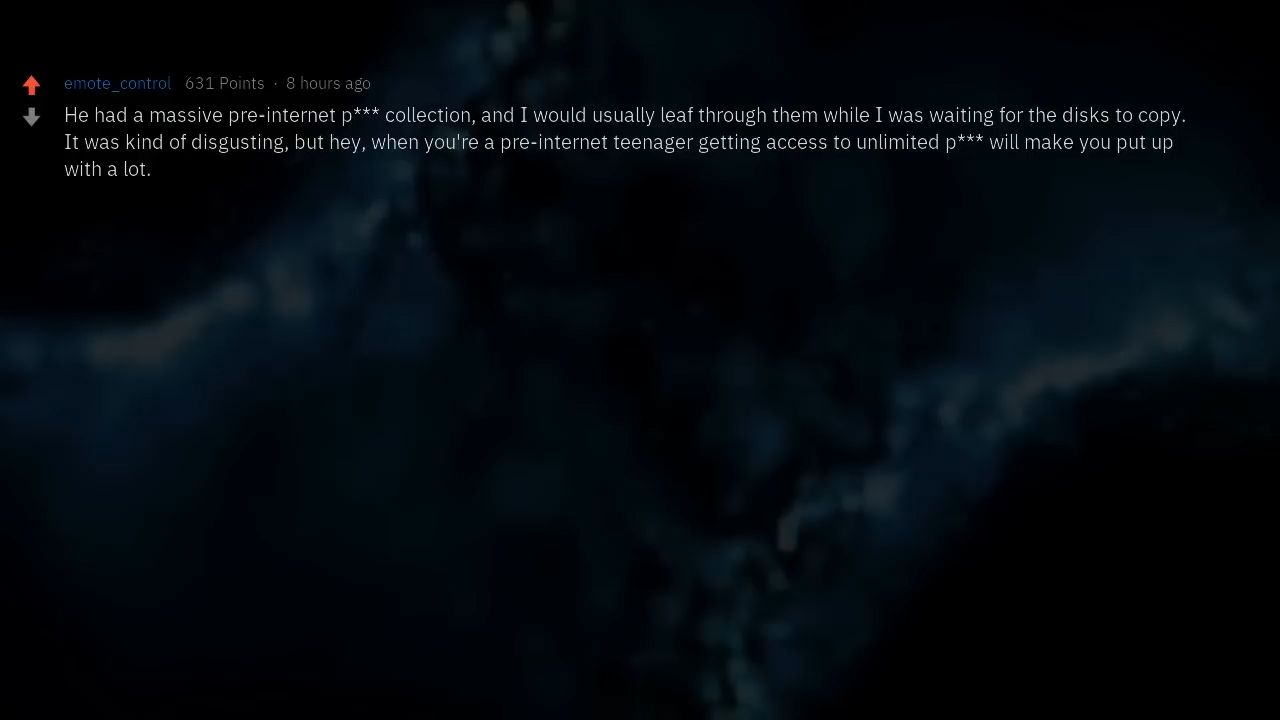 emote_control 631 Points · 8 hours ago
He had a massive pre-internet p*** collection, and I would usually leaf through them while I was waiting for the disks to copy.
It was kind of disgusting, but hey, when you're a pre-internet teenager getting access to unlimited p*** will make you put up
with a lot.